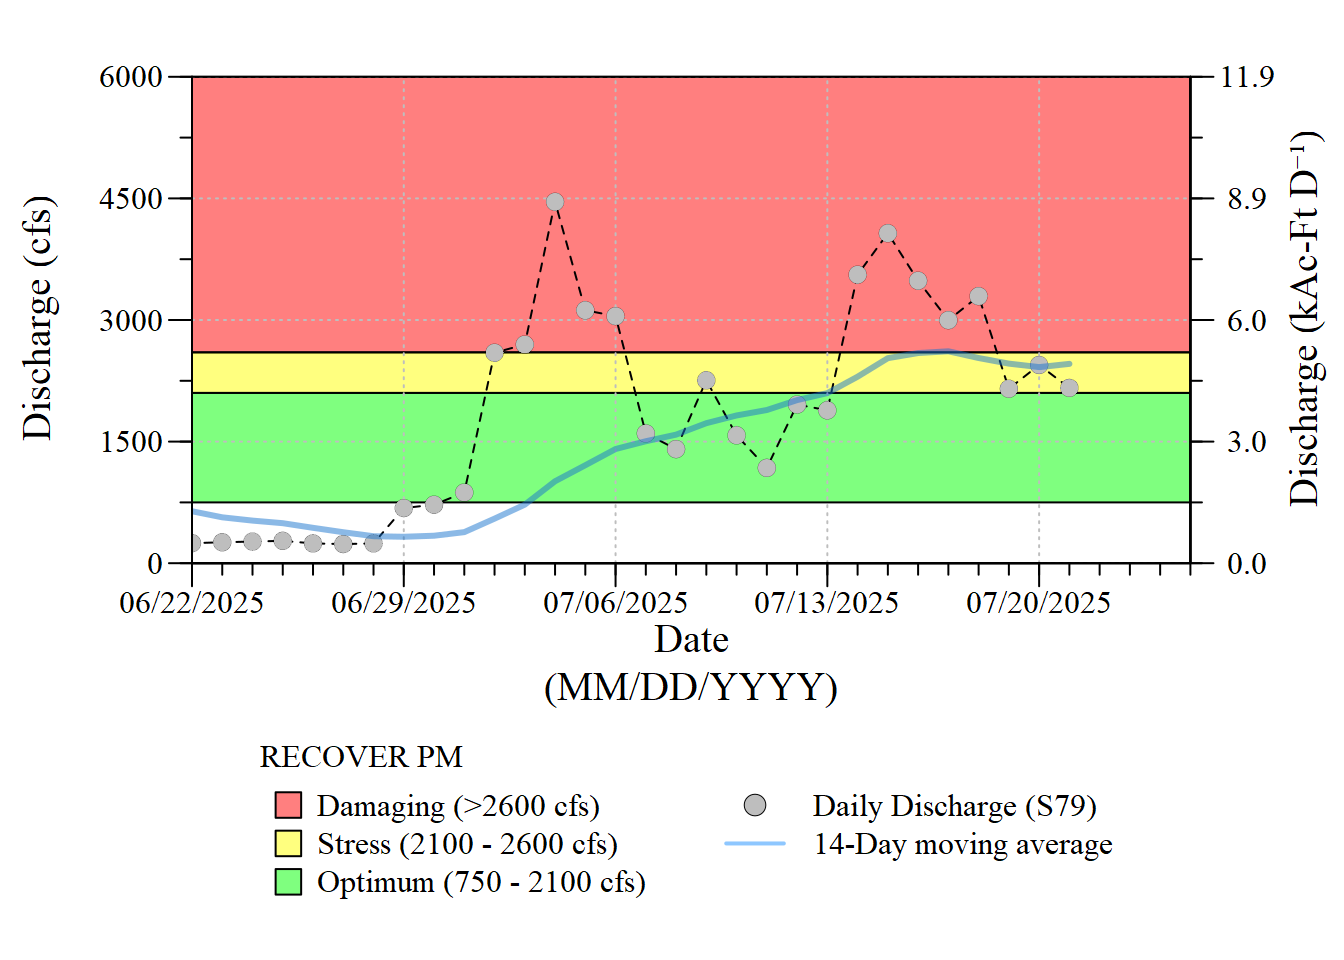 6000
4500
3000
1500
0
Discharge (cfs)
11.9
8.9
6.0
3.0
0.0
Discharge (kAc-Ft D⁻¹)
06/22/2025 06/29/2025 07/06/2025 07/13/2025 07/20/2025
Date
(MM/DD/YYYY)
RECOVER PM
Damaging (>2600 cfs)
Stress (2100 - 2600 cfs)
Optimum (750 - 2100 cfs)
Daily Discharge (S79)
14-Day moving average